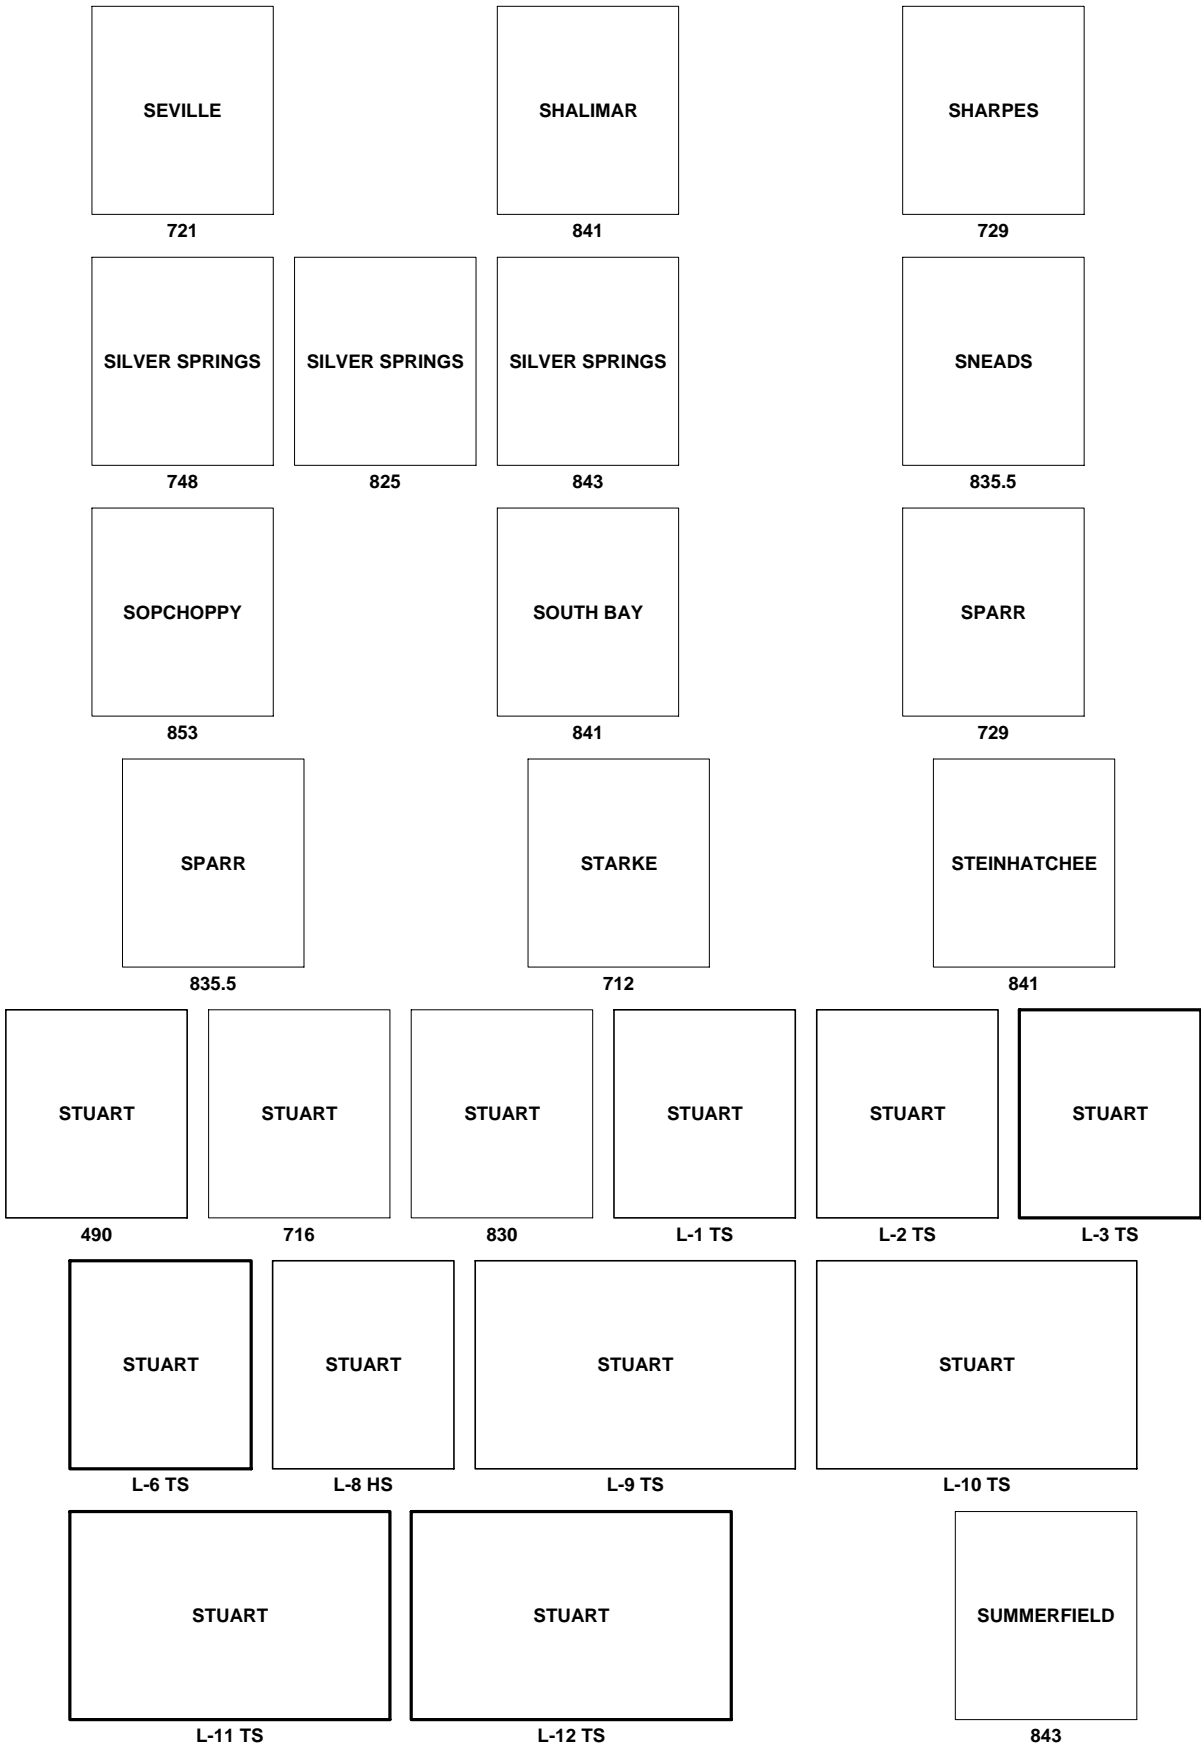 SEVILLE
SHALIMAR
SHARPES
721
841
729
SILVER SPRINGS
SILVER SPRINGS
SILVER SPRINGS
SNEADS
748
825
843
835.5
SOPCHOPPY
SOUTH BAY
SPARR
853
841
729
SPARR
STARKE
STEINHATCHEE
835.5
712
841
STUART
STUART
STUART
STUART
STUART
STUART
490
716
830
L-1 TS
L-2 TS
L-3 TS
STUART
STUART
STUART
STUART
L-6 TS
L-8 HS
L-9 TS
L-10 TS
STUART
STUART
SUMMERFIELD
L-11 TS
L-12 TS
843